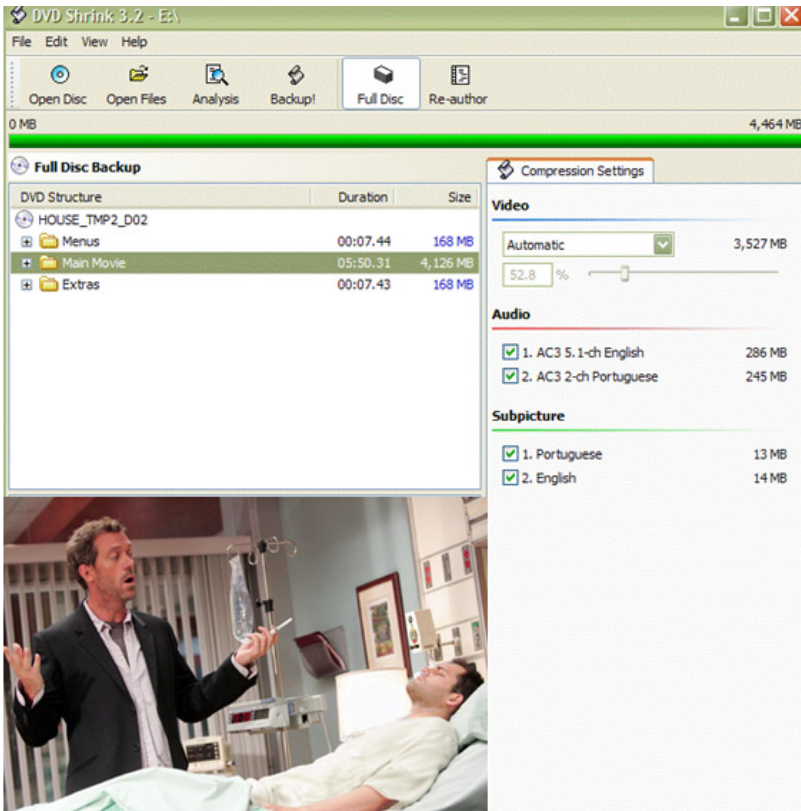 DVD Shrink 3.2 - E:\
File Edit View Help
Open Disc Open Files Analysis Backup! Full Disc Re-author
0 MB 4,464 MB
Full Disc Backup
Compression Settings
DVD Structure Duration Size
Video
HOUSE_TMP2_D02
Menus 00:07.44 168 MB
Automatic 3,527 MB
Main Movie 05:50.31 4,126 MB
52.8 %
Extras 00:07.43 168 MB
Audio
1. AC3 5.1-ch English 286 MB
2. AC3 2-ch Portuguese 245 MB
Subpicture
1. Portuguese 13 MB
2. English 14 MB